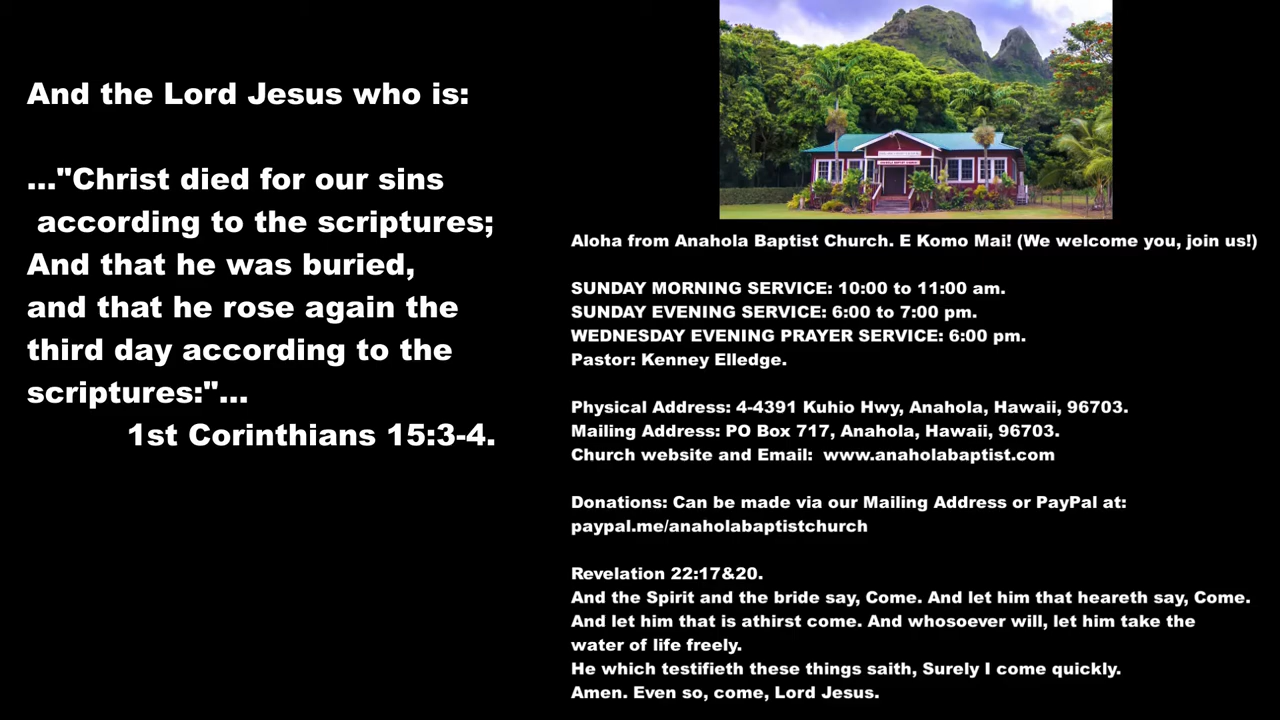 And the Lord Jesus who is:
..."Christ died for our sins
according to the scriptures;
And that he was buried,
and that he rose again the
third day according to the
scriptures:"...
1st Corinthians 15:3-4.
Aloha from Anahola Baptist Church. E Komo Mai! (We welcome you, join us!)
SUNDAY MORNING SERVICE: 10:00 to 11:00 am.
SUNDAY EVENING SERVICE: 6:00 to 7:00 pm.
WEDNESDAY EVENING PRAYER SERVICE: 6:00 pm.
Pastor: Kenney Elledge.
Physical Address: 4-4391 Kuhio Hwy, Anahola, Hawaii, 96703.
Mailing Address: PO Box 717, Anahola, Hawaii, 96703.
Church website and Email:  www.anaholabaptist.com
Donations: Can be made via our Mailing Address or PayPal at:
paypal.me/anaholabaptistchurch
Revelation 22:17&20.
And the Spirit and the bride say, Come. And let him that heareth say, Come.
And let him that is athirst come. And whosoever will, let him take the
water of life freely.
He which testifieth these things saith, Surely I come quickly.
Amen. Even so, come, Lord Jesus.